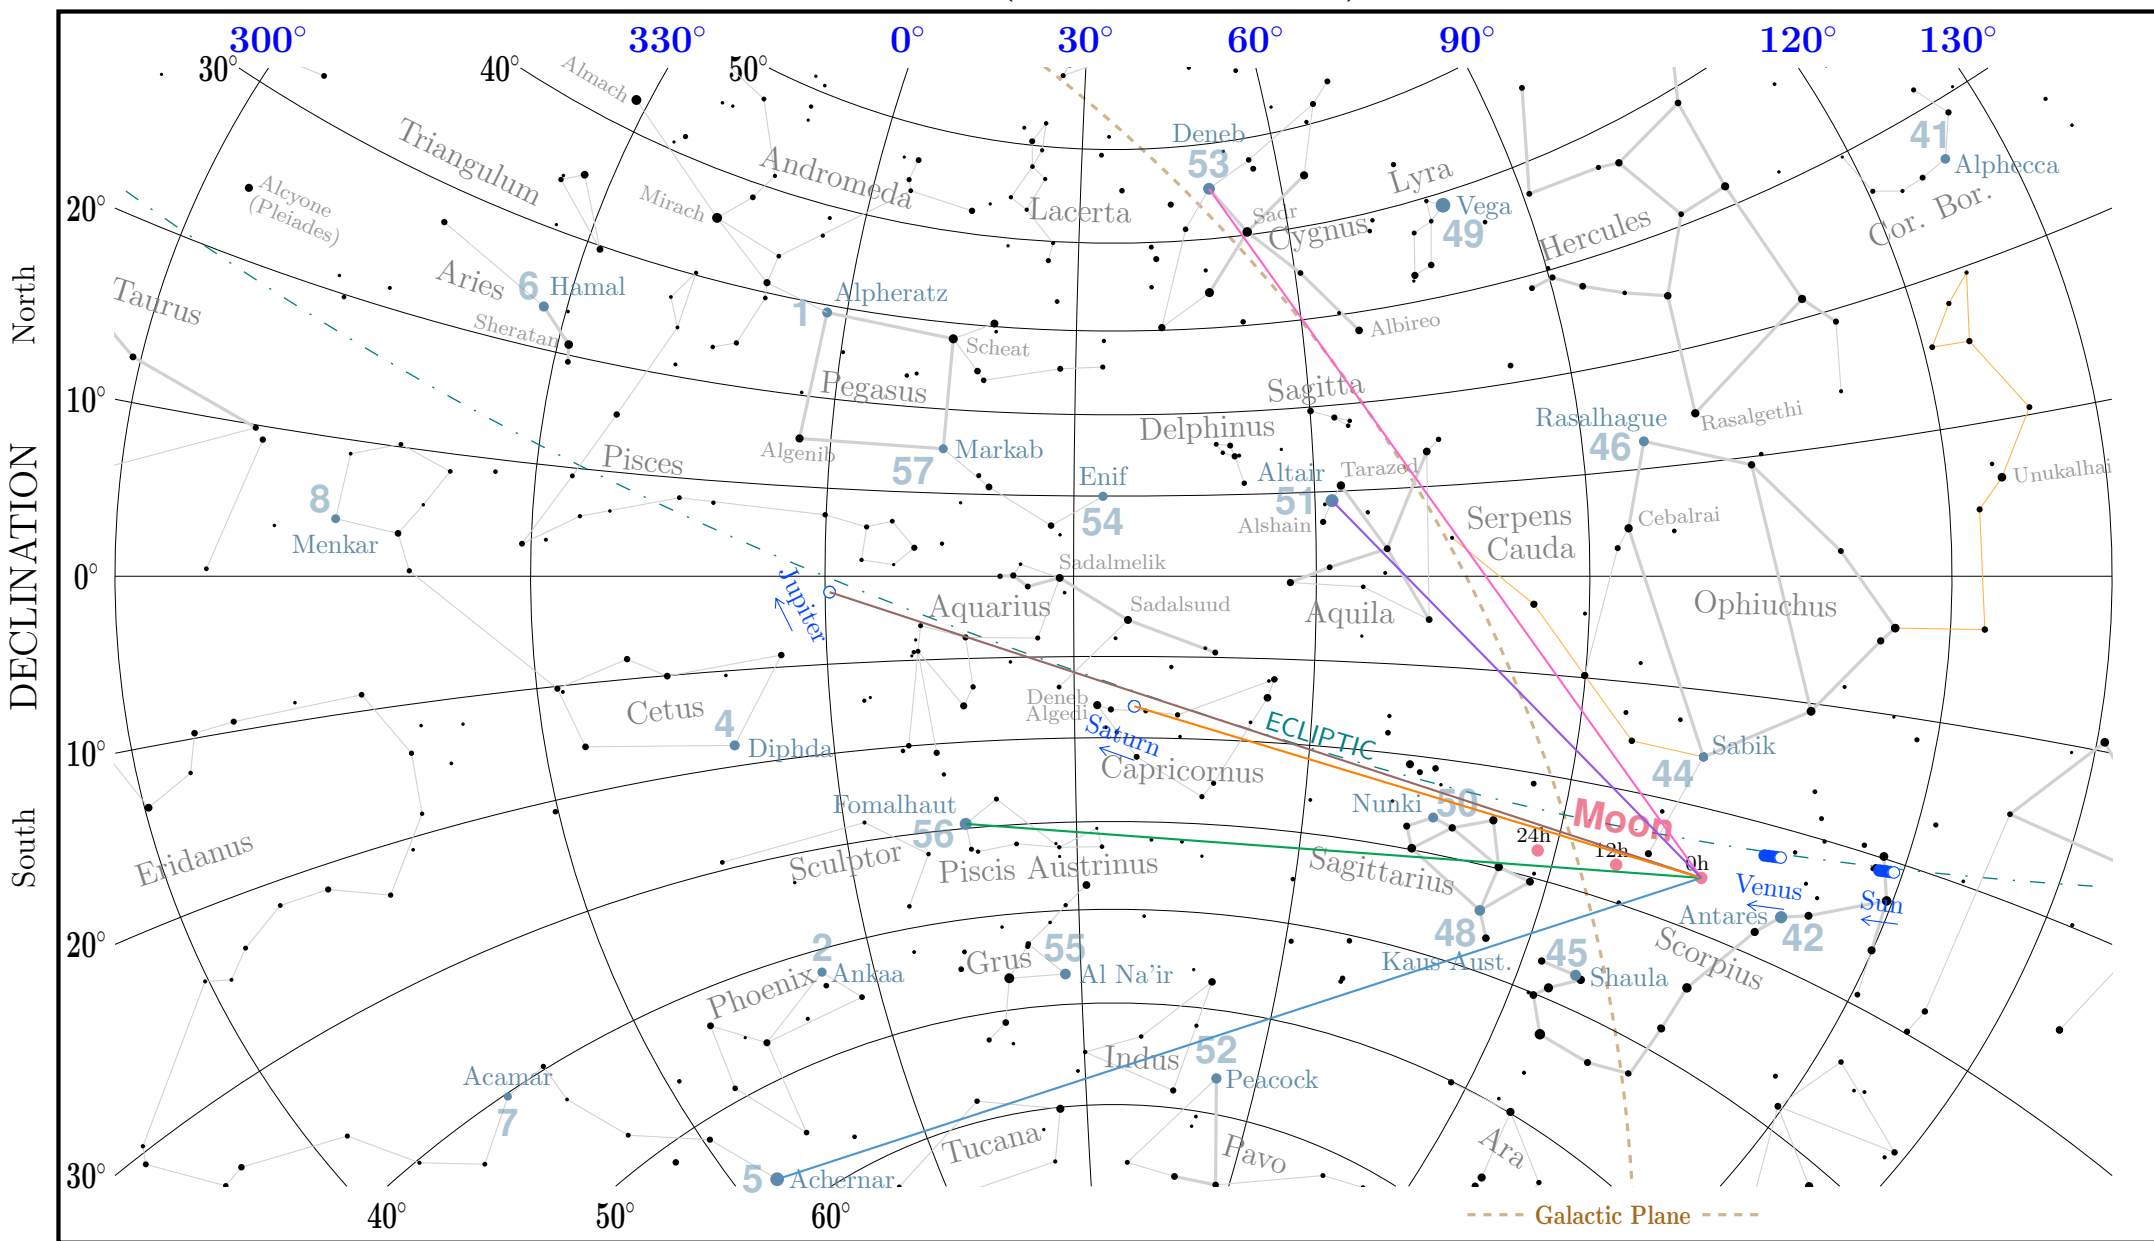 300°
330°
0°
30°
60°
90°
120°
130°
30°
40°
50°
Almach
Deneb
53
41
Alphecca
Triangulum
Andromeda
Lyra
Alcyone
(Pleiades)
Mirach
Lacerta
Sadr
Cygnus
Vega
49
Hercules
Cor. Bor.
20°
North
Taurus
Aries
6
Hamal
Sheratan
1
Alpheratz
Scheat
Albireo
Pegasus
Sagitta
10°
Delphinus
Rasalhague
46
Rasalgethi
Algenib
57
Markab
Pisces
Enif
54
Altair
51
Tarazed
Alshain
Unukalhai
8
Menkar
Serpens
Cauda
Cebalrai
DECLINATION
0°
Sadalmelik
Jupiter
Aquarius
Sadalsuud
Aquila
Ophiuchus
Cetus
4
Diphda
Deneb
Algedi
Saturn
ECLIPTIC
Capricornus
Sabik
44
10°
South
Fomalhaut
56
Nunki
50
Moon
24h
12h
0h
Eridanus
Sculptor
Piscis Austrinus
Sagittarius
Venus
Sun
Antares
42
20°
2
Ankaa
Phoenix
Grus
55
Al Na'ir
48
Kaus Aust.
45
Shaula
Scorpius
Indus
52
Peacock
Acamar
7
Tucana
Pavo
Ara
5
Achernar
30°
40°
50°
60°
Galactic Plane